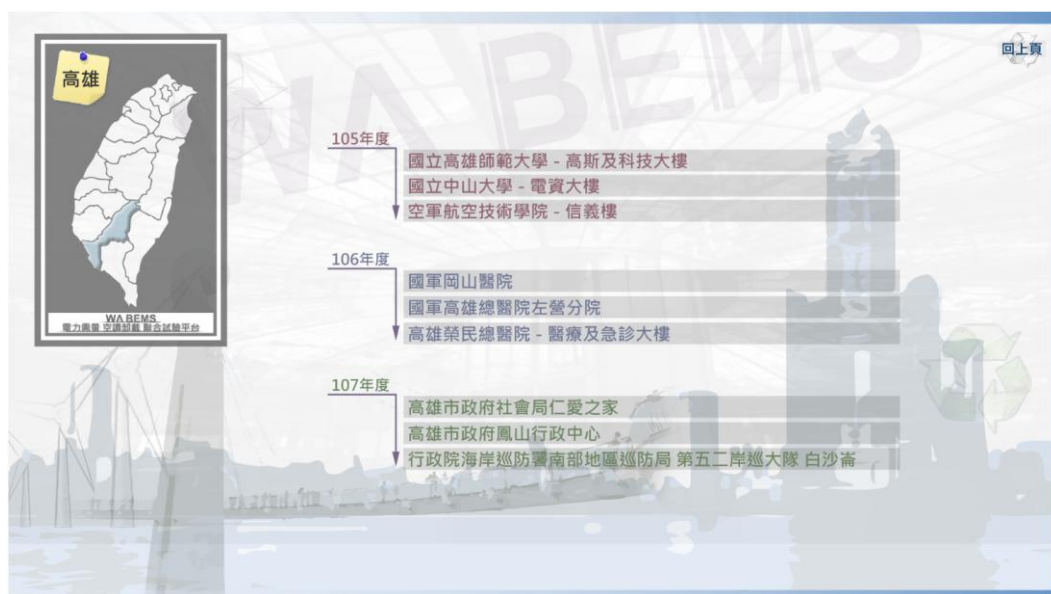 WA BEMS
回上頁
高雄
WA BEMS
電力需量 空調卸載 聯合試驗平台
105年度
國立高雄師範大學 - 高斯及科技大樓
國立中山大學 - 電資大樓
空軍航空技術學院 - 信義樓
106年度
國軍岡山醫院
國軍高雄總醫院左營分院
高雄榮民總醫院 - 醫療及急診大樓
107年度
高雄市政府社會局仁愛之家
高雄市政府鳳山行政中心
行政院海岸巡防署南部地區巡防局 第五二岸巡大隊 白沙崙